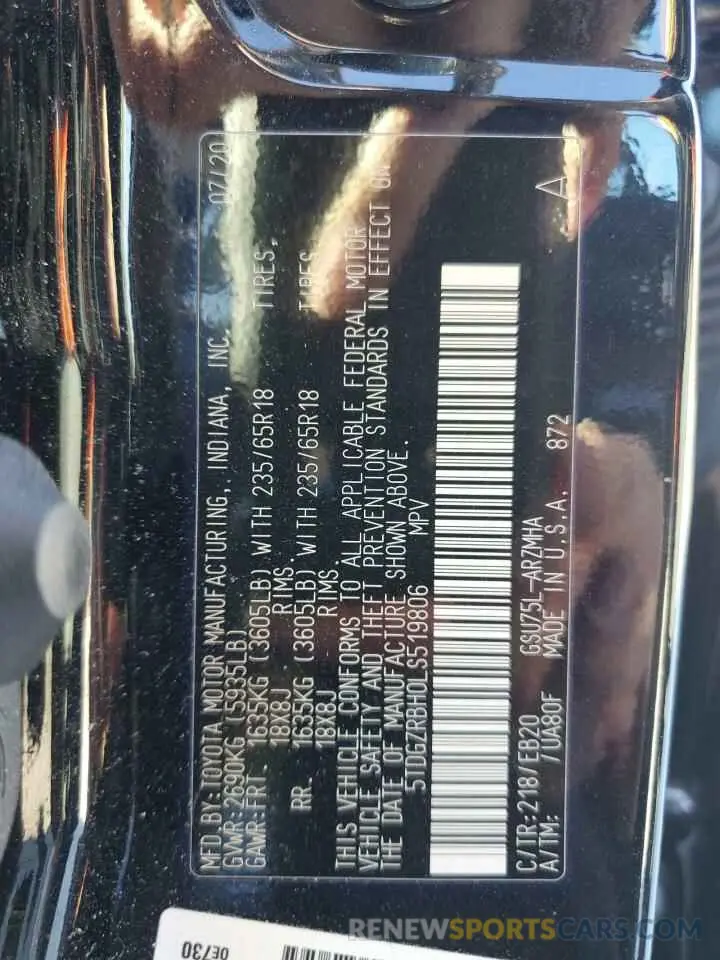 MFD.BY:TOYOTA MOTOR MANUFACTURING, INDIANA, INC. 07/20
GVWR:2690KG (5935LB)
GAWR:FRT. 1635KG (3605LB) WITH 235/65R18 TIRES,
18X8J RIMS.
RR. 1635KG (3605LB) WITH 235/65R18 TIRES
18X8J RIMS.
THIS VEHICLE CONFORMS TO ALL APPLICABLE FEDERAL MOTOR
VEHICLE SAFETY AND THEFT PREVENTION STANDARDS IN EFFECT ON
THE DATE OF MANUFACTURE SHOWN ABOVE.
5TDGZRBH0LS519806 MPV
C/TR:218/EB20 GSU75L-ARZMHA 872
A/TM: /UA80F MADE IN U.S.A. A
0E730
RENEWSPORTSCARS.COM